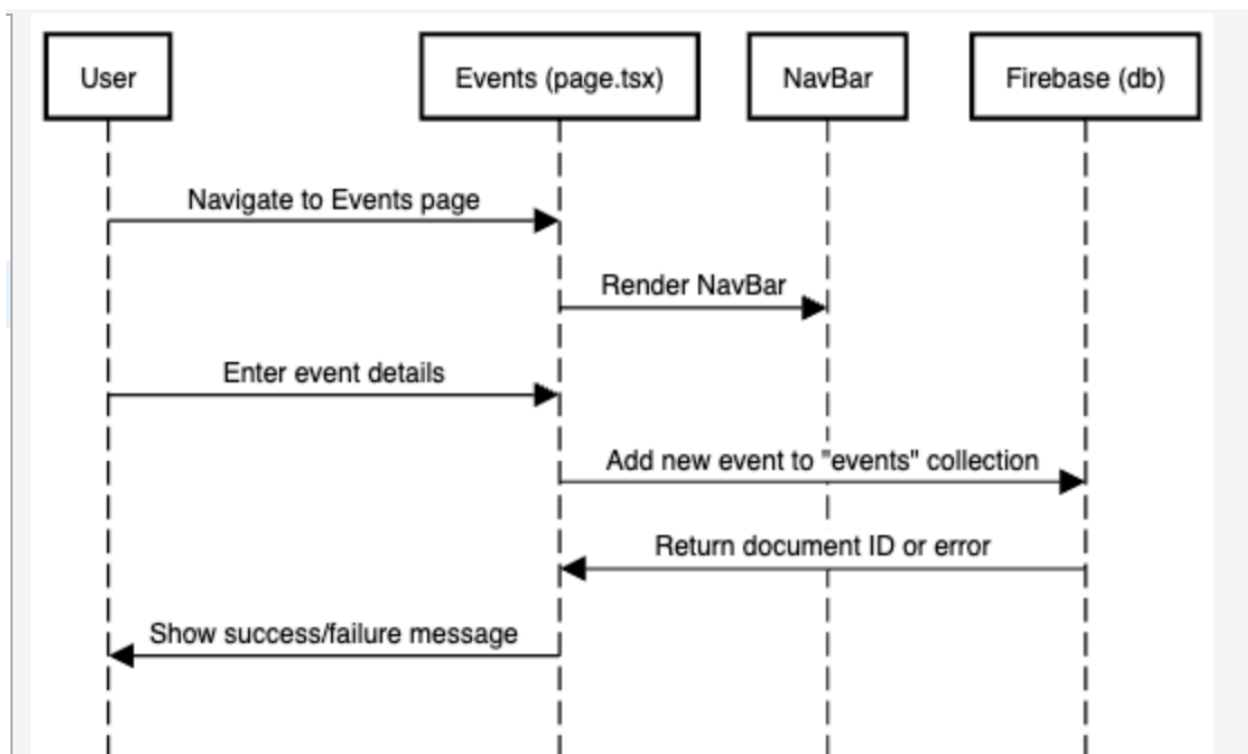 User
Events (page.tsx)
NavBar
Firebase (db)
Navigate to Events page
Render NavBar
Enter event details
Add new event to "events" collection
Return document ID or error
Show success/failure message